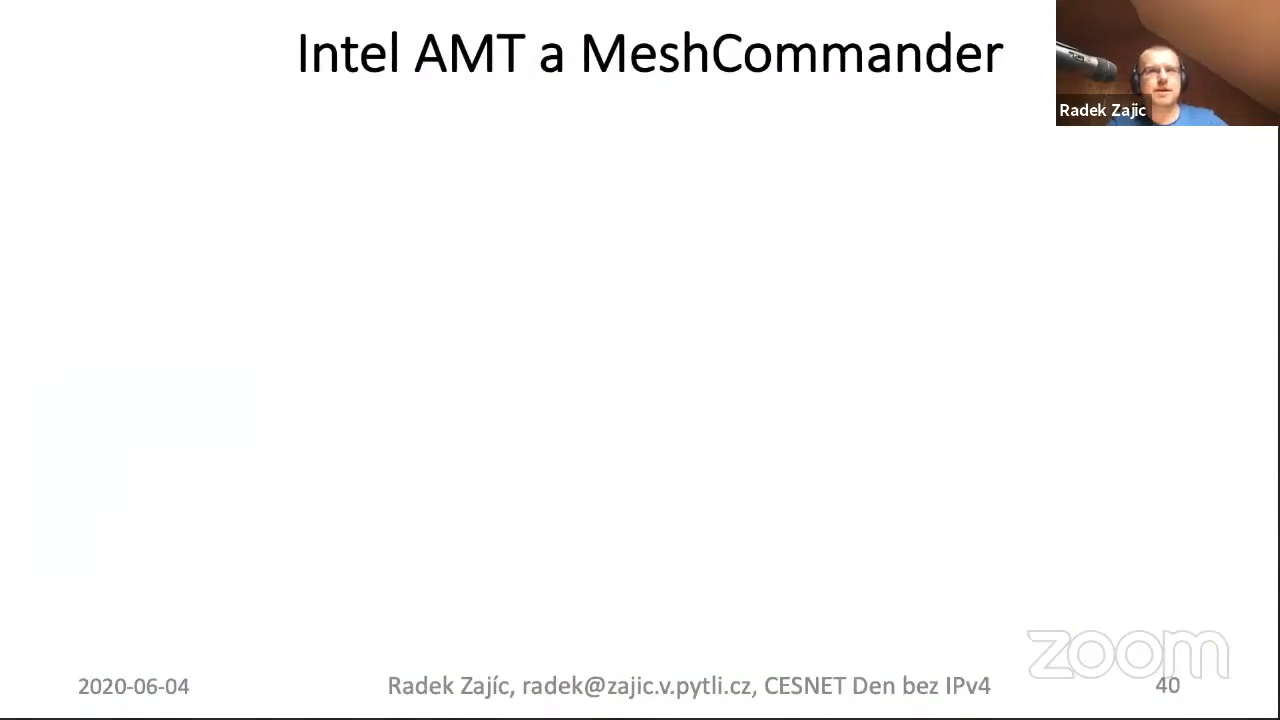 Intel AMT a MeshCommander
Radek Zajic
zoom
2020-06-04
Radek Zajíc, radek@zajic.v.pytli.cz, CESNET Den bez IPv4
40